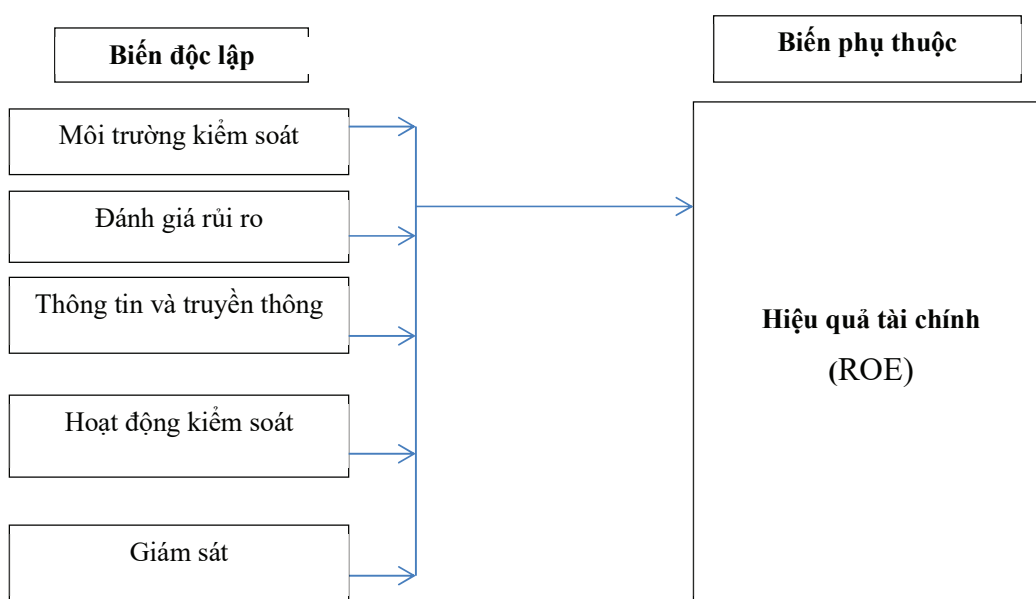 Biến độc lập
Biến phụ thuộc
Môi trường kiểm soát
Đánh giá rủi ro
Thông tin và truyền thông
Hoạt động kiểm soát
Giám sát
Hiệu quả tài chính
(ROE)